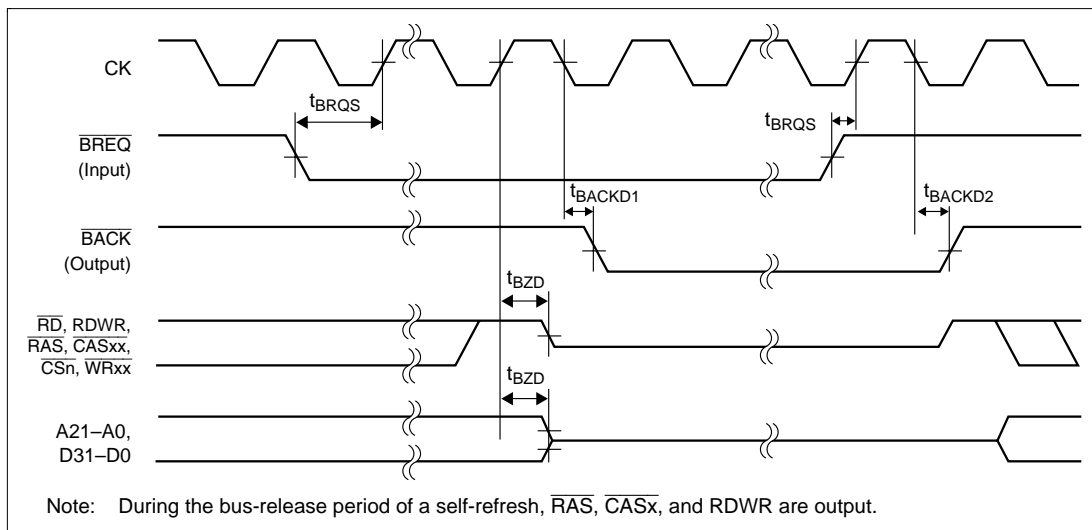 CK
tBRQS
tBRQS
BREQ
(Input)
tBACKD1
tBACKD2
BACK
(Output)
tBZD
RD, RDWR,
RAS, CASxx,
CSn, WRxx
tBZD
A21–A0,
D31–D0
Note: During the bus-release period of a self-refresh, RAS, CASx, and RDWR are output.